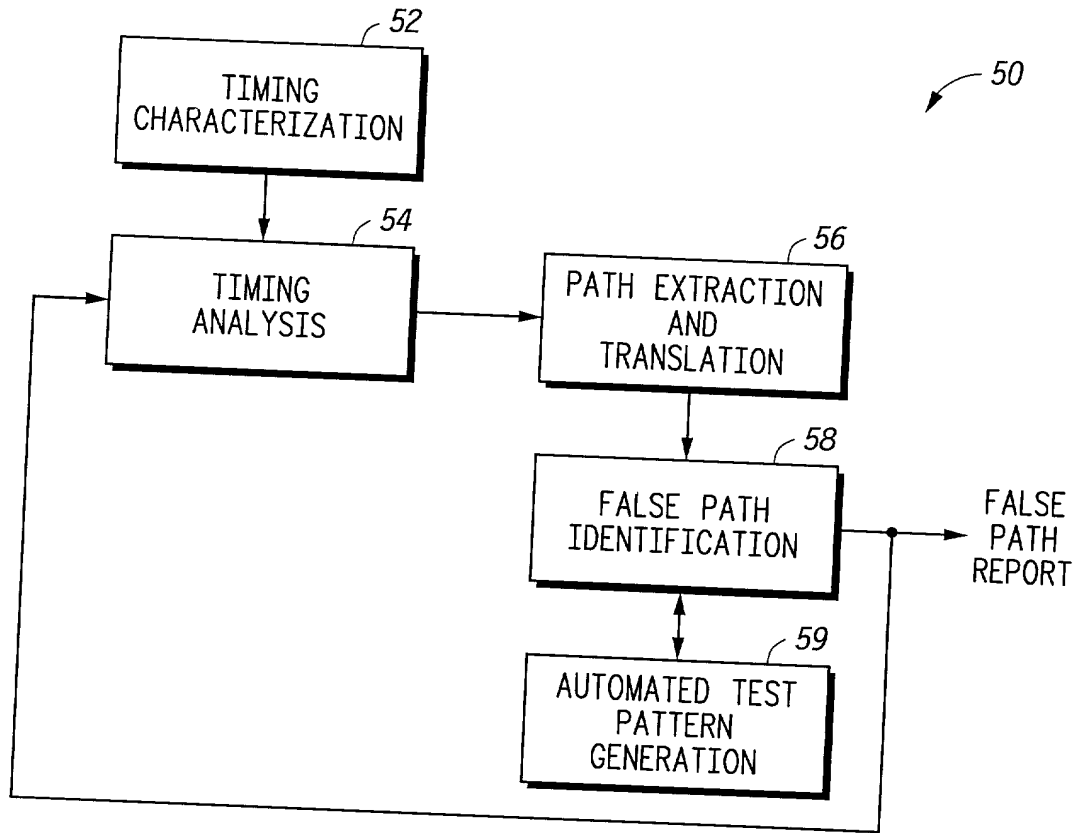 52
TIMING
CHARACTERIZATION
50
54
TIMING
ANALYSIS
56
PATH EXTRACTION
AND
TRANSLATION
58
FALSE PATH
IDENTIFICATION
FALSE
PATH
REPORT
59
AUTOMATED TEST
PATTERN
GENERATION